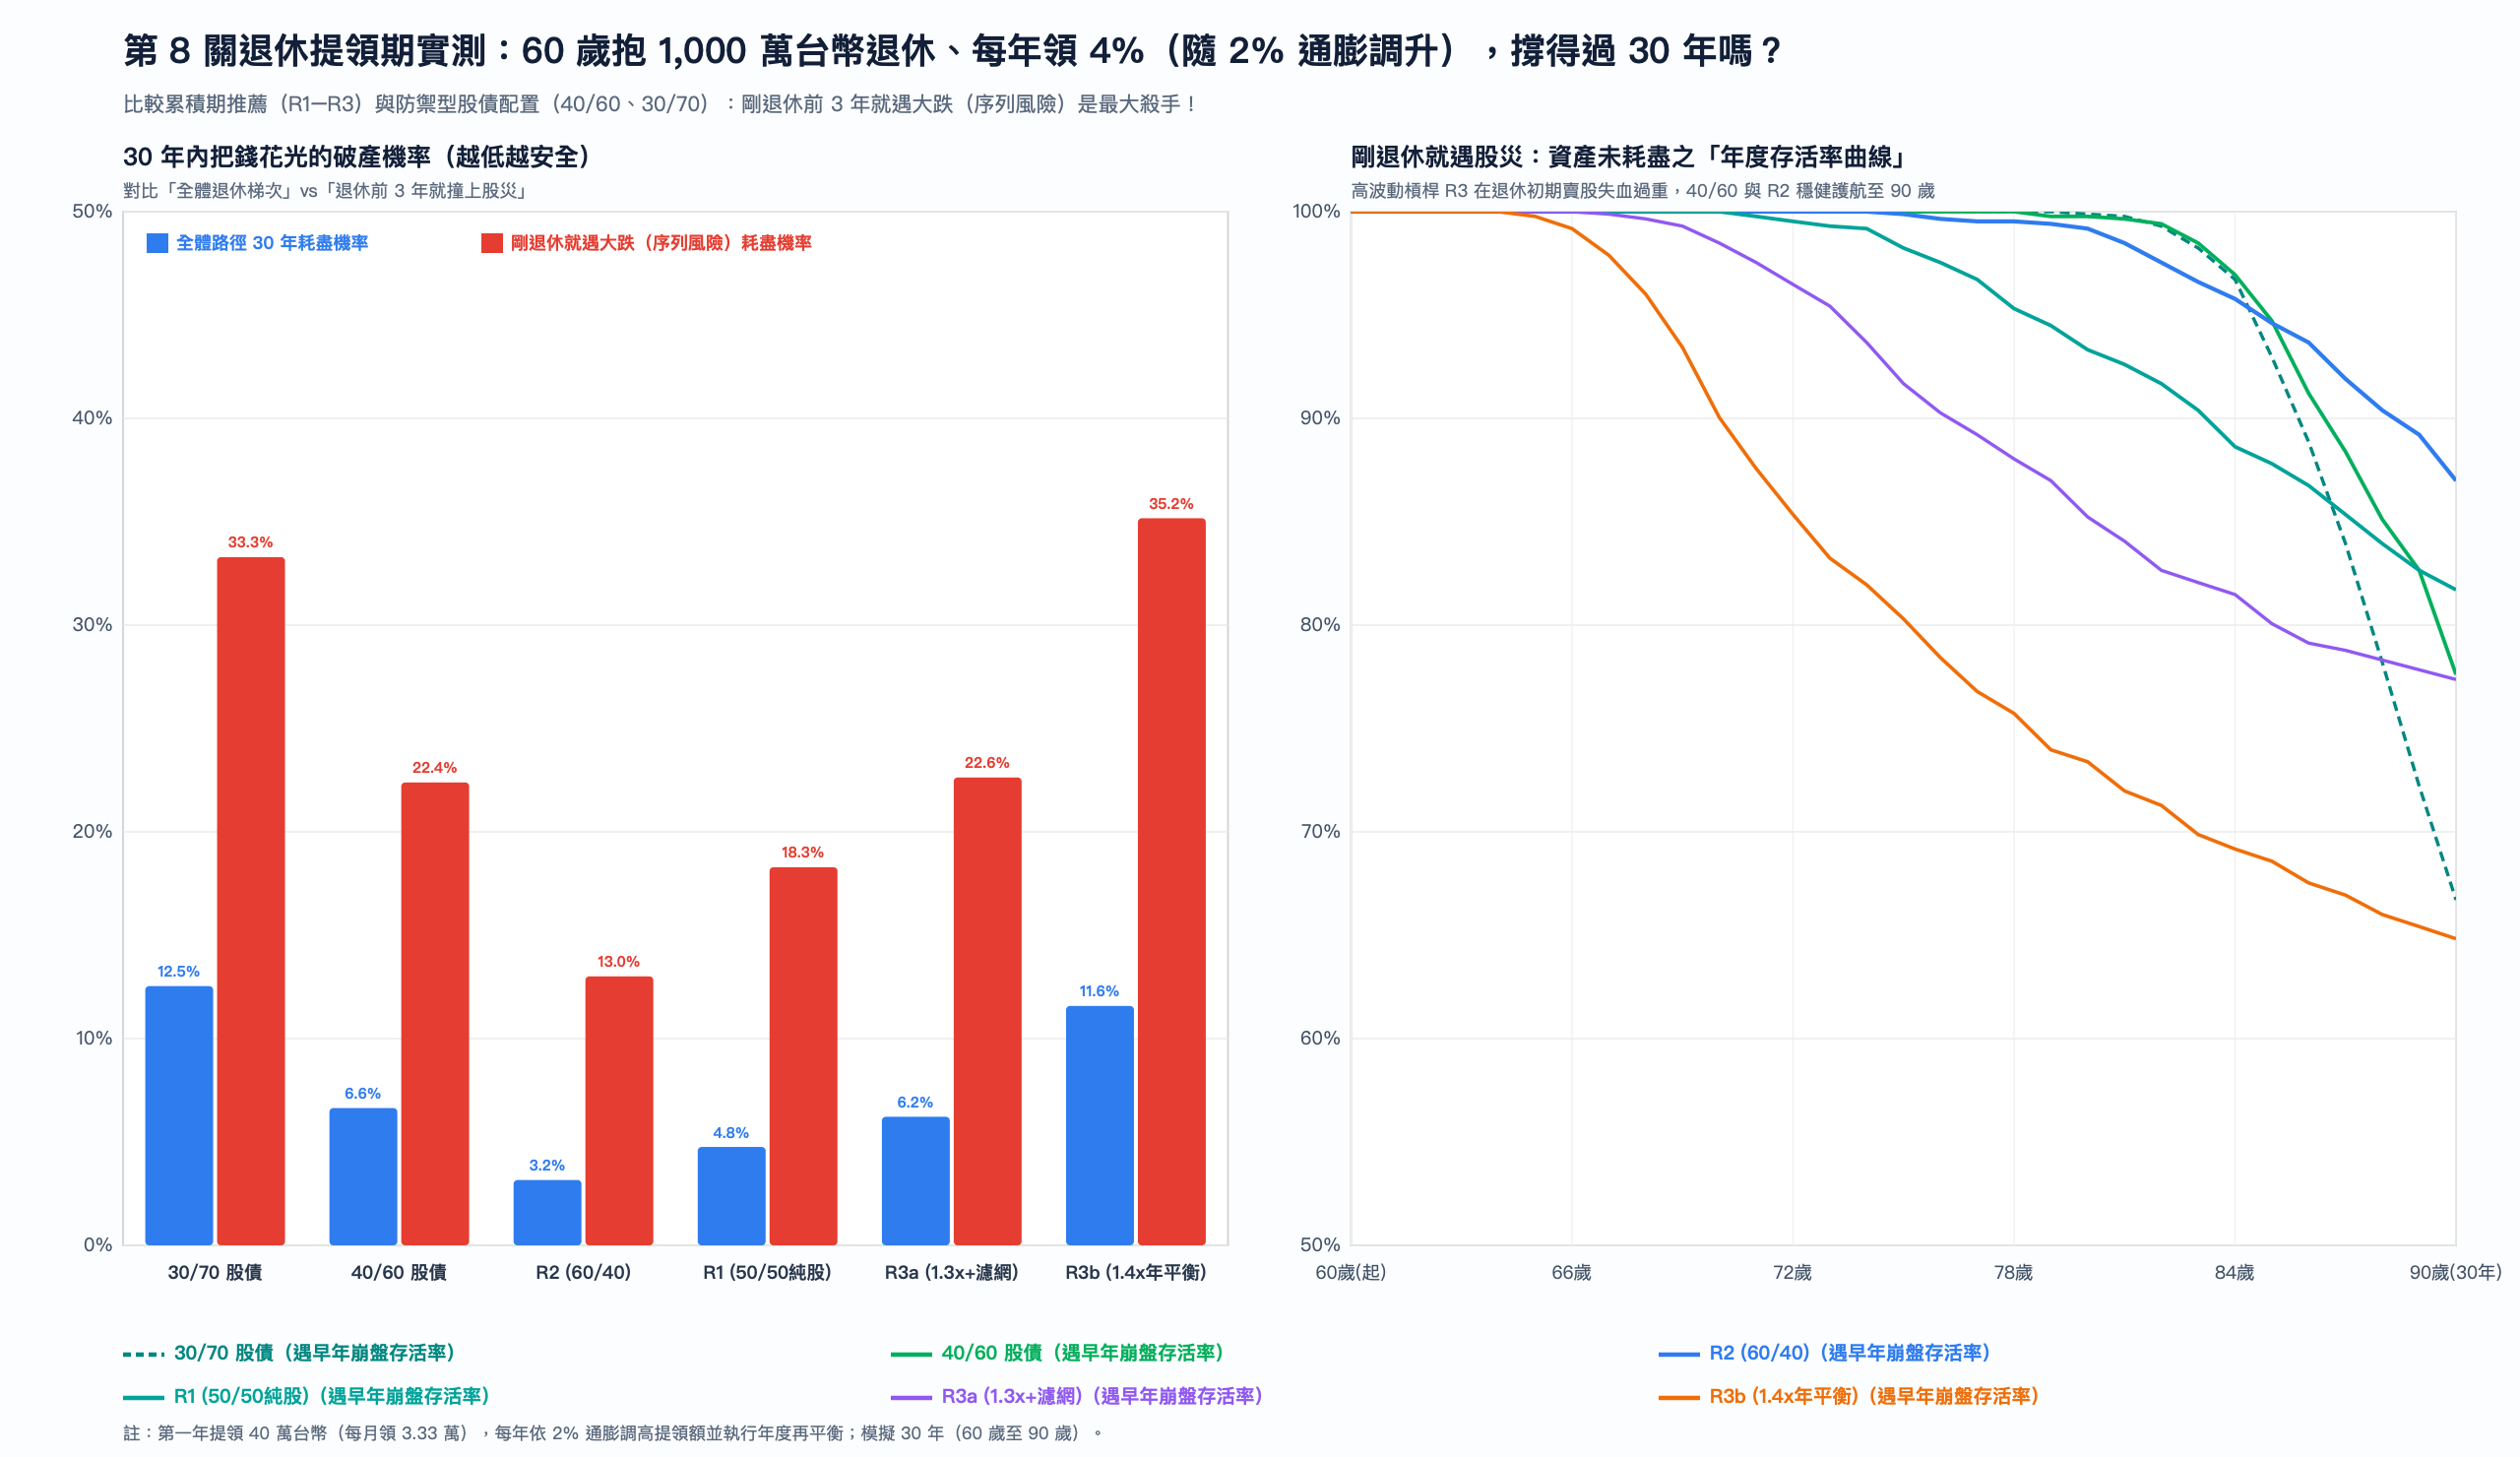 第 8 關退休提領期實測：60 歲抱 1,000 萬台幣退休、每年領 4%（隨 2% 通膨調升），撐得過 30 年嗎？
比較累積期推薦（R1—R3）與防禦型股債配置（40/60、30/70）：剛退休前 3 年就遇大跌（序列風險）是最大殺手！
30 年內把錢花光的破產機率（越低越安全）
對比「全體退休梯次」vs「退休前 3 年就撞上股災」
全體路徑 30 年耗盡機率
剛退休就遇大跌（序列風險）耗盡機率
50%
40%
30%
20%
10%
0%
12.5%
33.3%
6.6%
22.4%
3.2%
13.0%
4.8%
18.3%
6.2%
22.6%
11.6%
35.2%
30/70 股債
40/60 股債
R2 (60/40)
R1 (50/50純股)
R3a (1.3x+濾網)
R3b (1.4x年平衡)
剛退休就遇股災：資產未耗盡之「年度存活率曲線」
高波動槓桿 R3 在退休初期賣股失血過重，40/60 與 R2 穩健護航至 90 歲
100%
90%
80%
70%
60%
50%
60歲(起)
66歲
72歲
78歲
84歲
90歲(30年)
30/70 股債（遇早年崩盤存活率）
40/60 股債（遇早年崩盤存活率）
R2 (60/40)（遇早年崩盤存活率）
R1 (50/50純股)（遇早年崩盤存活率）
R3a (1.3x+濾網)（遇早年崩盤存活率）
R3b (1.4x年平衡)（遇早年崩盤存活率）
註：第一年提領 40 萬台幣（每月領 3.33 萬），每年依 2% 通膨調高提領額並執行年度再平衡；模擬 30 年（60 歲至 90 歲）。